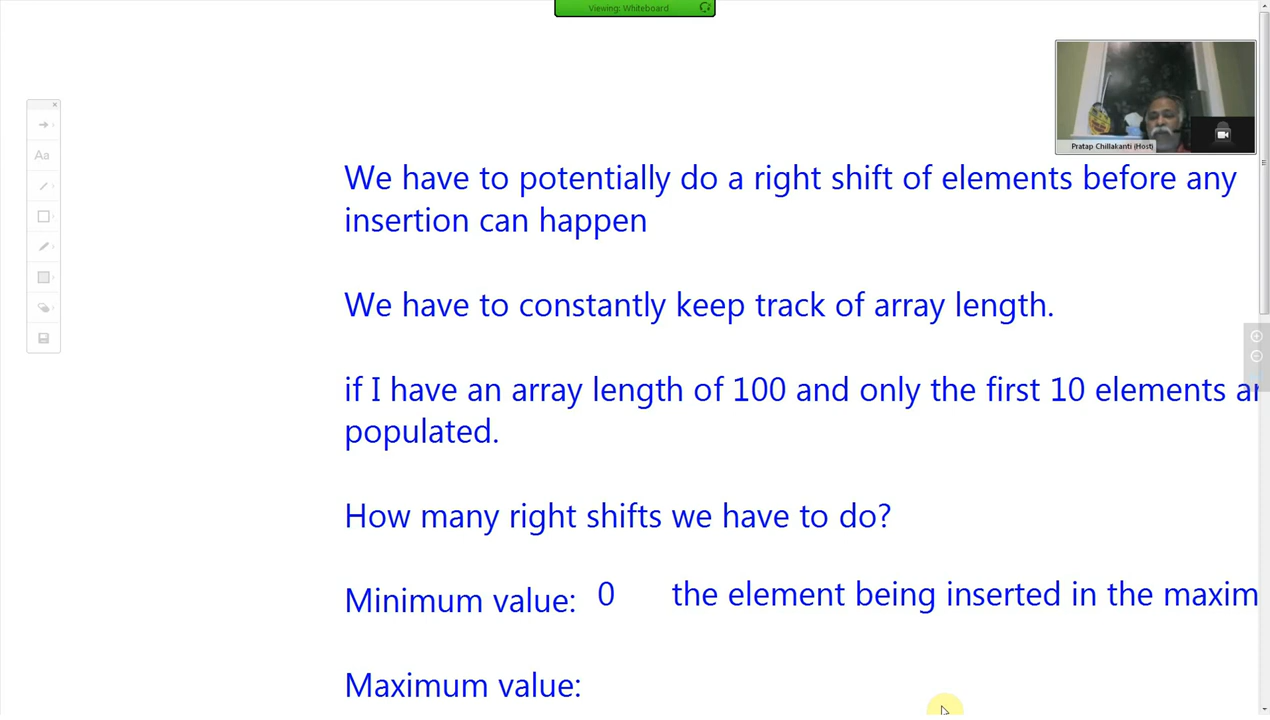 Viewing: Whiteboard
Pratap Chillakanti (Host)
Aa
We have to potentially do a right shift of elements before any
insertion can happen
We have to constantly keep track of array length.
if I have an array length of 100 and only the first 10 elements ar
populated.
How many right shifts we have to do?
Minimum value: 0 the element being inserted in the maxim
Maximum value: